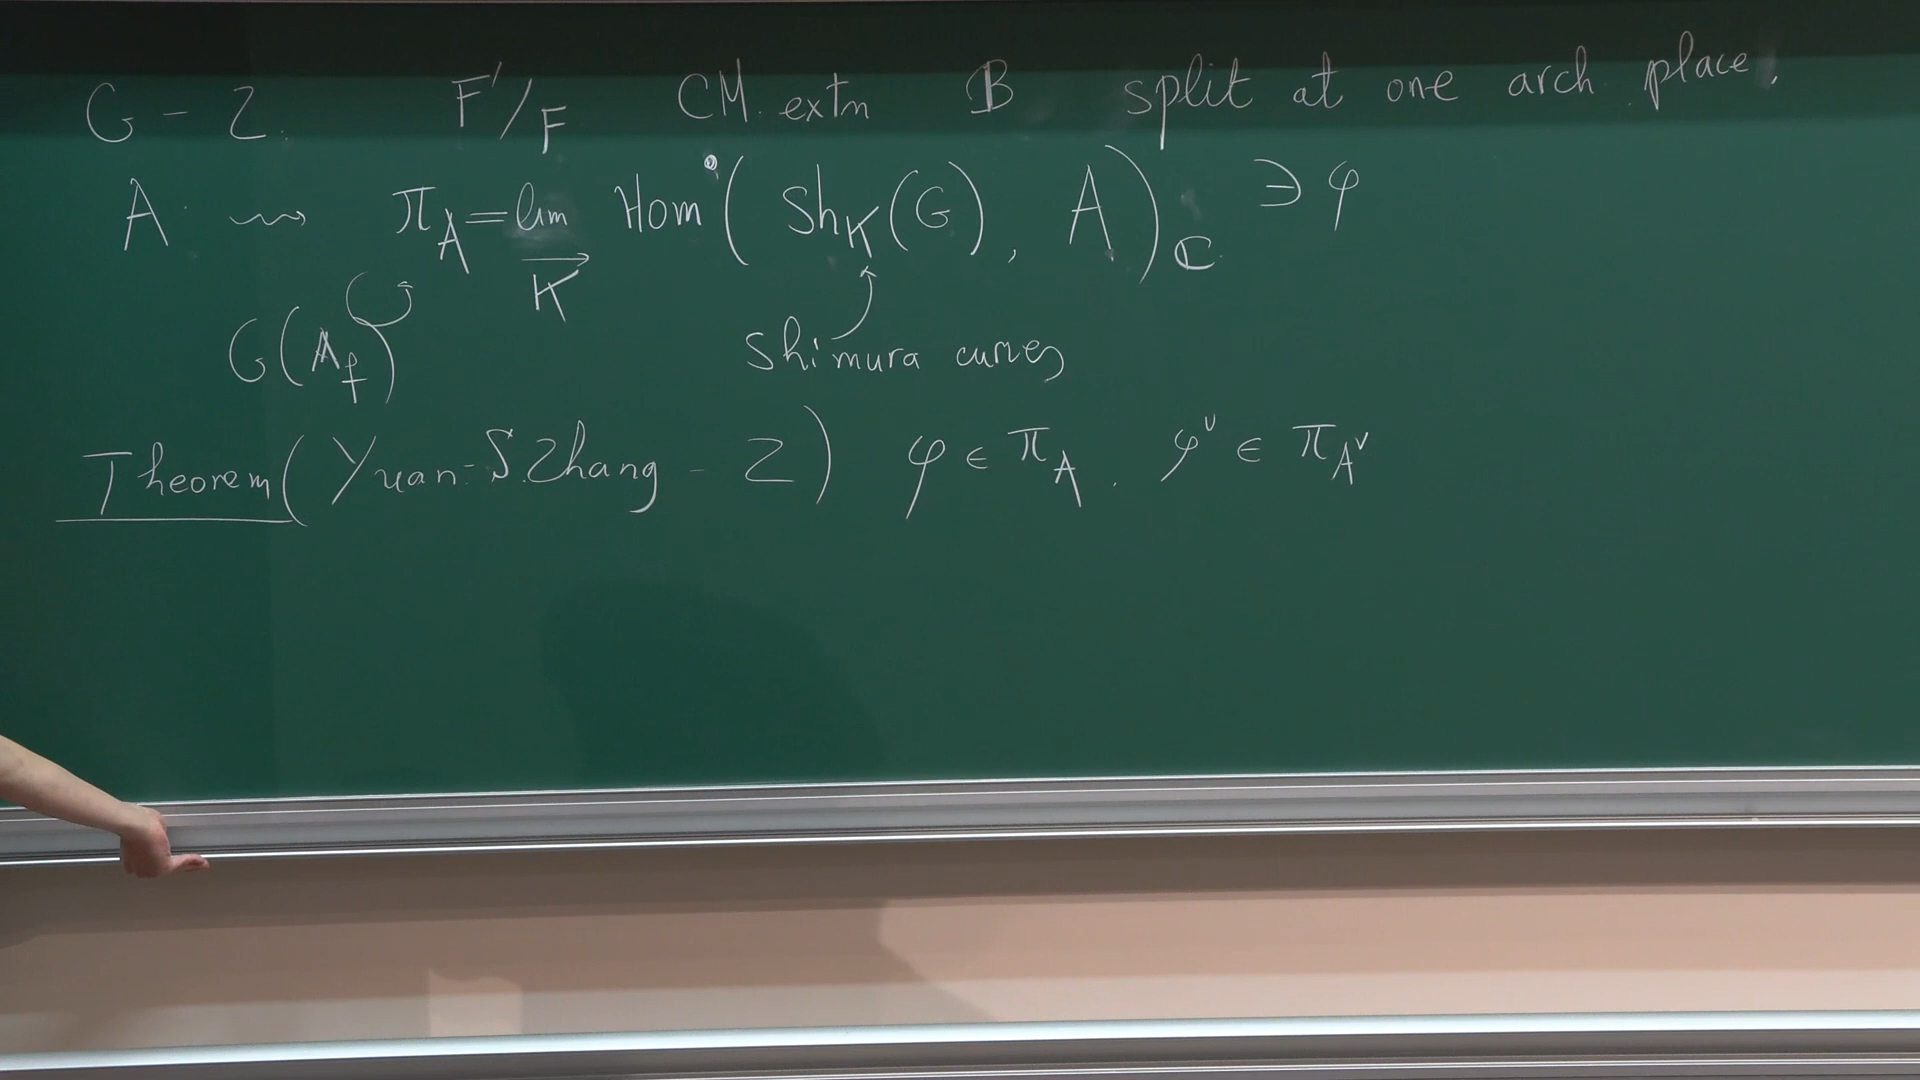 G - Z. F'/F CM. extn B split at one arch place.
A ⇝ π_A = lim_{→K} Hom°(Sh_K(G), A)_ℂ ∋ φ
G(A_f)
Shimura curves
Theorem (Yuan - S. Zhang - Z) φ ∈ π_A. φ^∨ ∈ π_{A^∨}